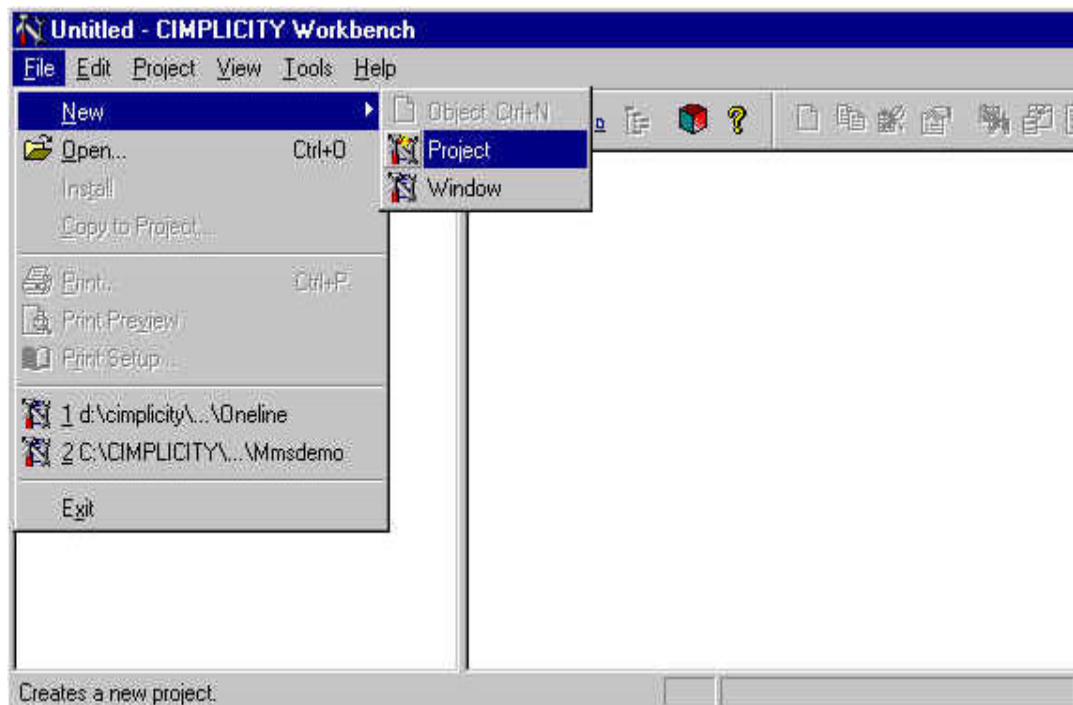 Untitled - CIMPLICITY Workbench
File Edit Project View Tools Help
New
Object Ctrl+N
Open... Ctrl+O
Project
Install
Window
Copy to Project...
Print... Ctrl+P
Print Preview
Print Setup...
1 d:\cimplicity\...\Oneline
2 C:\CIMPLICITY\...\Mmsdemo
Exit
Creates a new project.